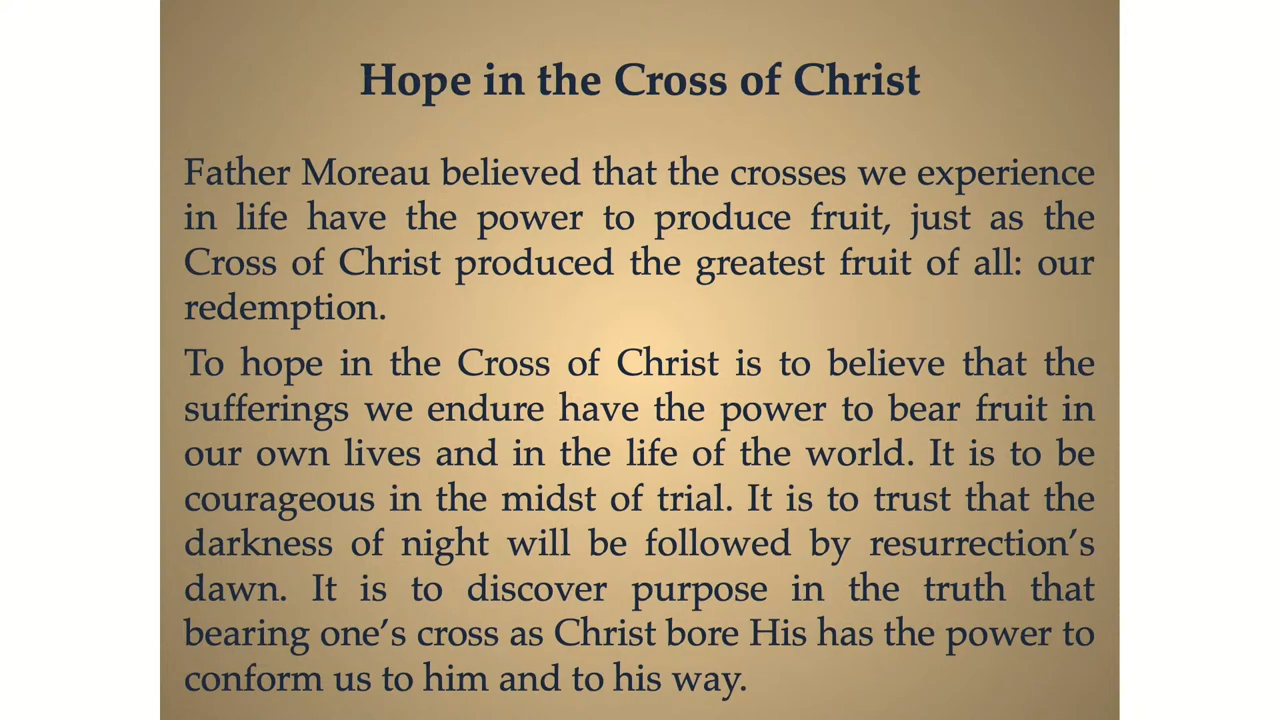 Hope in the Cross of Christ
Father Moreau believed that the crosses we experience
in life have the power to produce fruit, just as the
Cross of Christ produced the greatest fruit of all: our
redemption.
To hope in the Cross of Christ is to believe that the
sufferings we endure have the power to bear fruit in
our own lives and in the life of the world. It is to be
courageous in the midst of trial. It is to trust that the
darkness of night will be followed by resurrection’s
dawn. It is to discover purpose in the truth that
bearing one’s cross as Christ bore His has the power to
conform us to him and to his way.